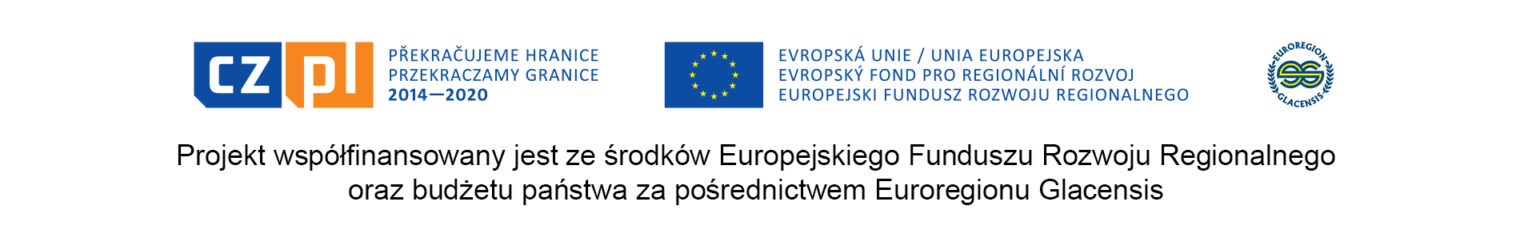 cz pl
PŘEKRAČUJEME HRANICE
PRZEKRACZAMY GRANICE
2014—2020
EVROPSKÁ UNIE / UNIA EUROPEJSKA
EVROPSKÝ FOND PRO REGIONÁLNÍ ROZVOJ
EUROPEJSKI FUNDUSZ ROZWOJU REGIONALNEGO
EUROREGION
GLACENSIS
Projekt współfinansowany jest ze środków Europejskiego Funduszu Rozwoju Regionalnego
oraz budżetu państwa za pośrednictwem Euroregionu Glacensis